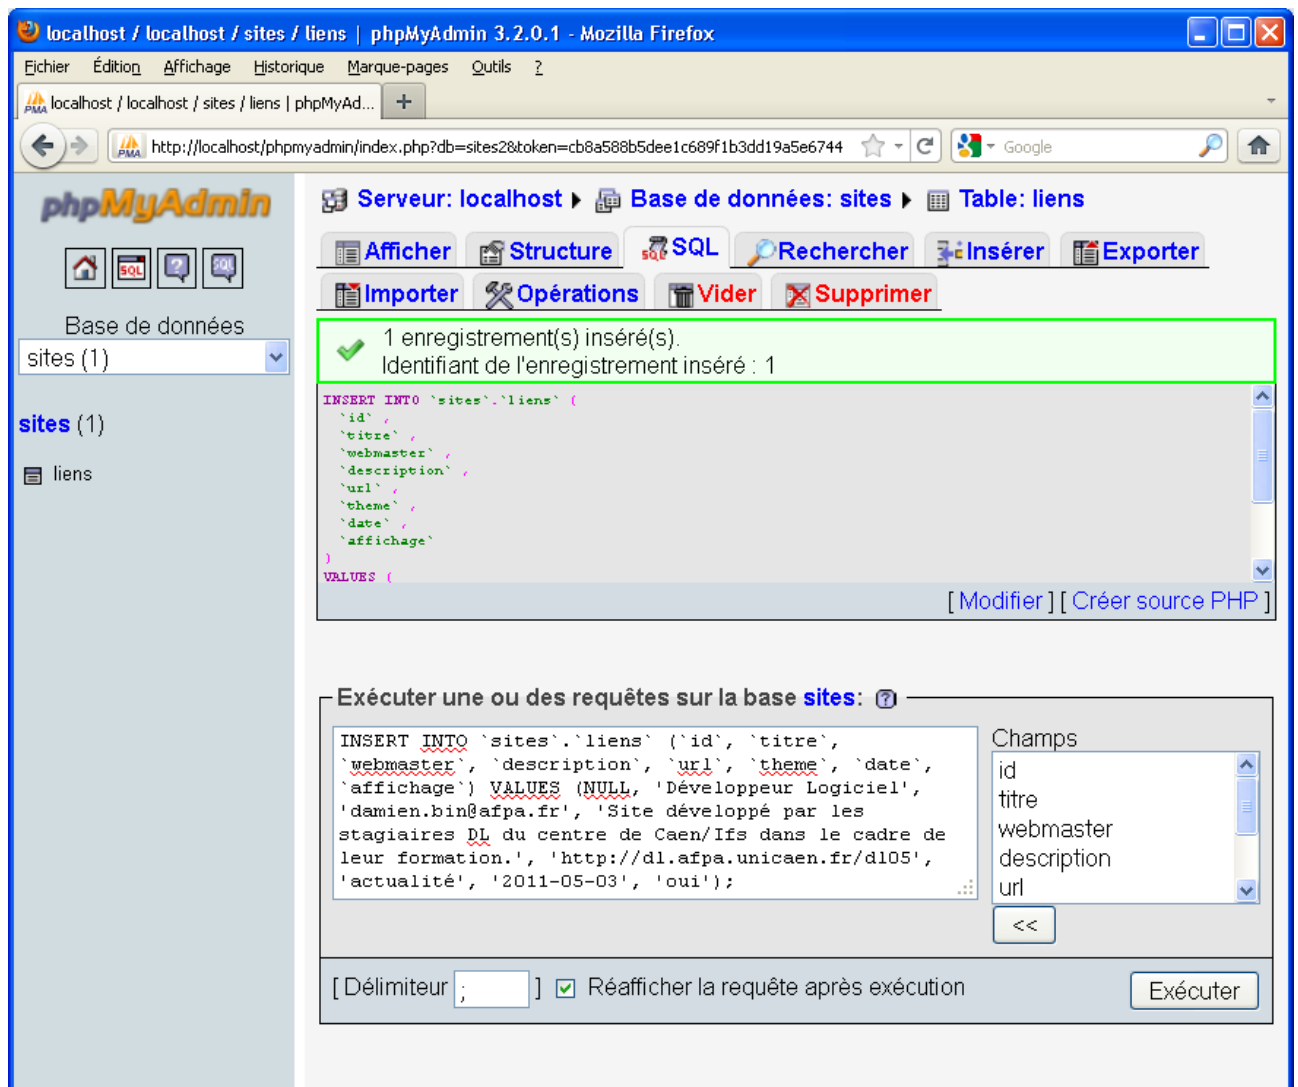 localhost / localhost / sites / liens | phpMyAdmin 3.2.0.1 - Mozilla Firefox
Eichier Édition Affichage Historique Marque-pages Outils ?
PMA localhost / localhost / sites / liens | phpMyAd... +
PMA http://localhost/phpmyadmin/index.php?db=sites2&token=cb8a588b5dee1c689f1b3dd19a5e6744 Google
phpMyAdmin
SQL ? SQL
Base de données
sites (1)
sites (1)
liens
Serveur: localhost ▶ Base de données: sites ▶ Table: liens
Afficher Structure SQL Rechercher Insérer Exporter
Importer Opérations Vider Supprimer
1 enregistrement(s) inséré(s).
Identifiant de l'enregistrement inséré : 1
INSERT INTO `sites`.`liens` (
`id` ,
`titre` ,
`webmaster` ,
`description` ,
`url` ,
`theme` ,
`date` ,
`affichage`
)
VALUES (
[ Modifier ] [ Créer source PHP ]
Exécuter une ou des requêtes sur la base sites: ?
INSERT INTO `sites`.`liens` (`id`, `titre`,
`webmaster`, `description`, `url`, `theme`, `date`,
`affichage`) VALUES (NULL, 'Développeur Logiciel',
'damien.bin@afpa.fr', 'Site développé par les
stagiaires DL du centre de Caen/Ifs dans le cadre de
leur formation.', 'http://dl.afpa.unicaen.fr/dl05',
'actualité', '2011-05-03', 'oui');
Champs
id
titre
webmaster
description
url
<<
[ Délimiteur ; ] Réafficher la requête après exécution
Exécuter